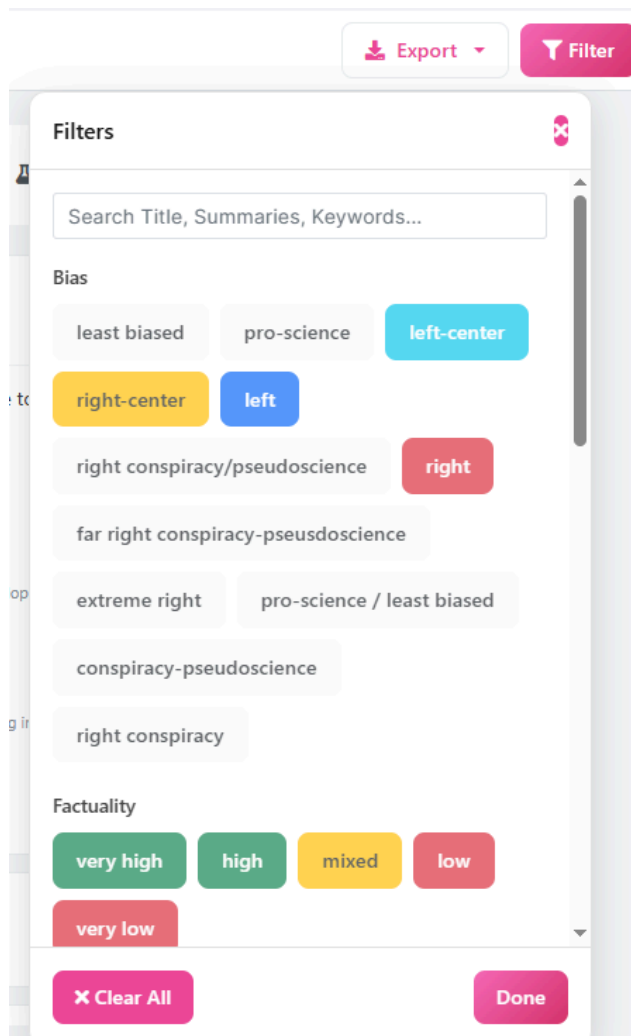 Export
Filter
Filters
Search Title, Summaries, Keywords...
Bias
least biased pro-science left-center
right-center left
right conspiracy/pseudoscience right
far right conspiracy-pseusdoscience
extreme right pro-science / least biased
conspiracy-pseudoscience
right conspiracy
Factuality
very high high mixed low
very low
Clear All Done